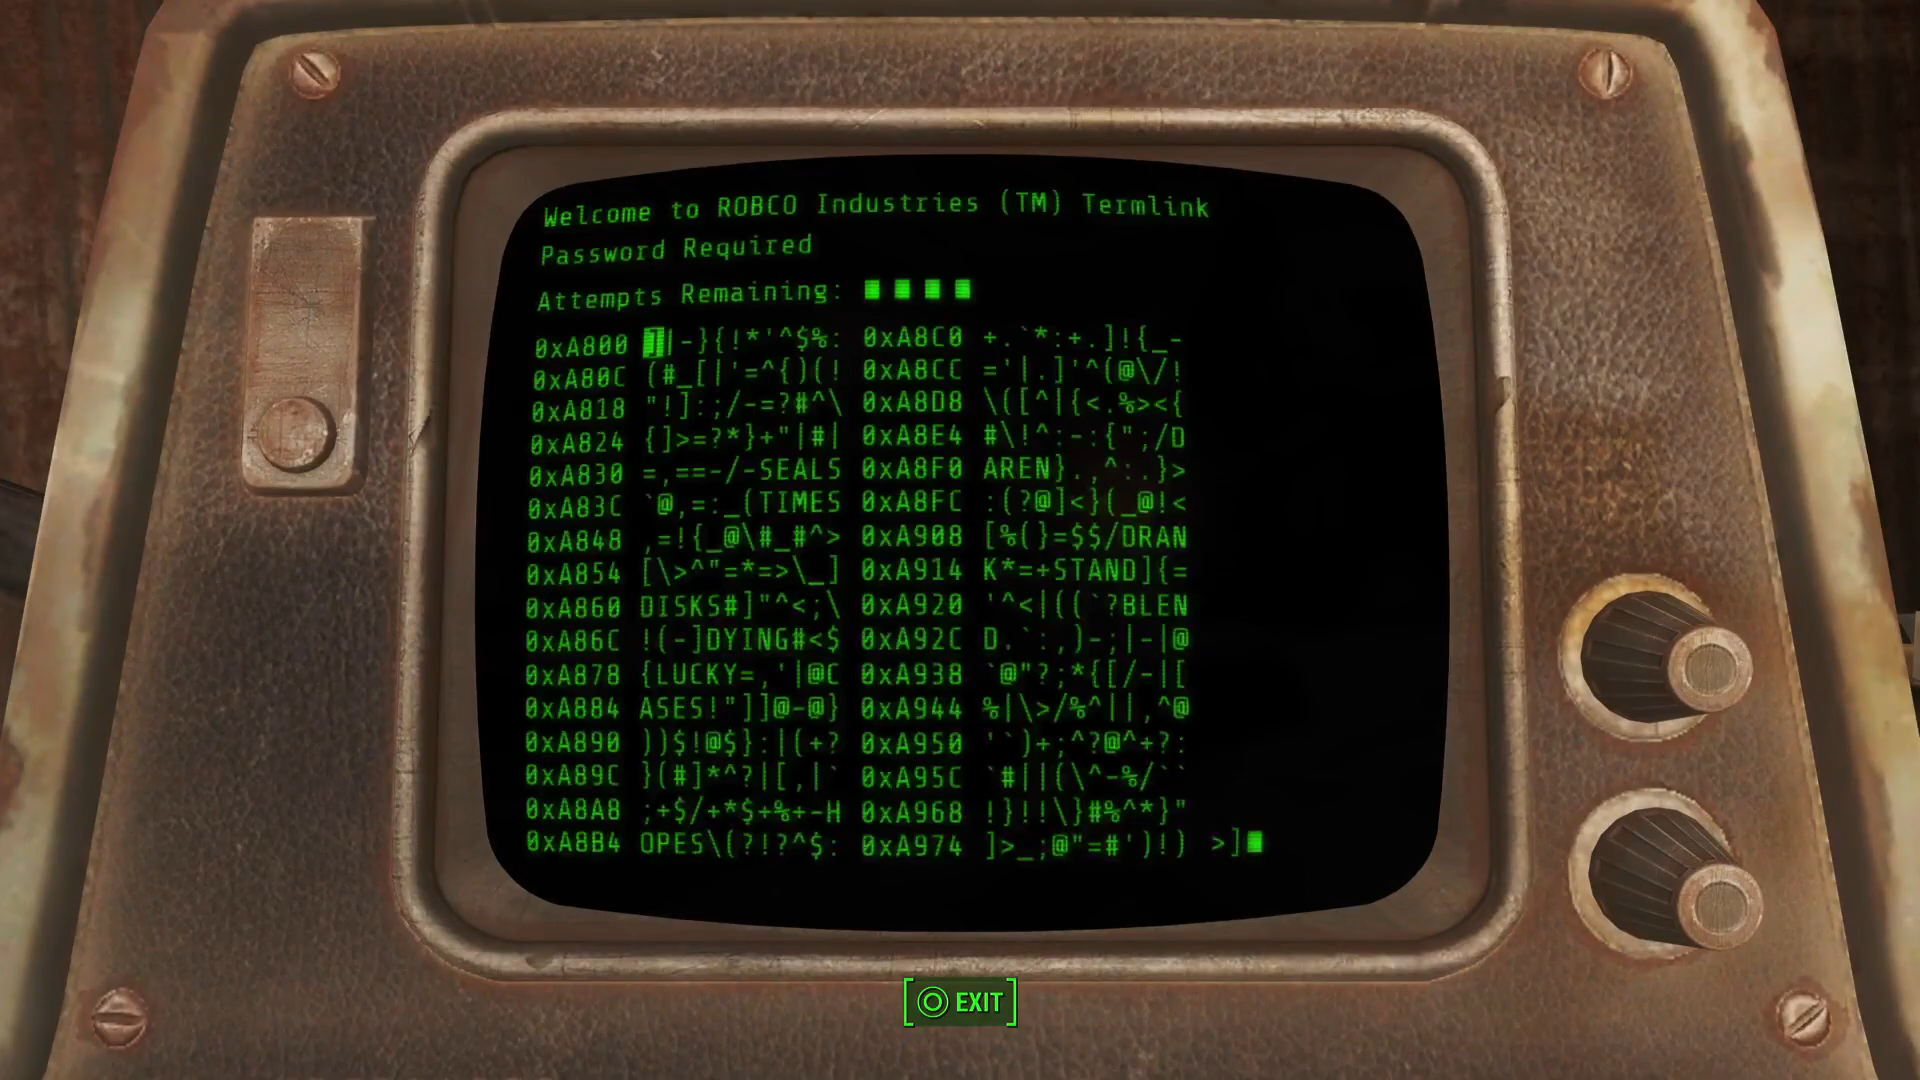 Welcome to ROBCO Industries (TM) Termlink
Password Required
Attempts Remaining: ■ ■ ■ ■
0xA800 ]|-}{!*'^$%: 0xA8C0 +.`*:+.]!{_-
0xA80C (#_[|'=^{)(! 0xA8CC ='|.]'^(@\/!
0xA818 "!]:;/-=?#^\ 0xA8D8 \([^|{<.%><{
0xA824 {]>=?*}+"|#| 0xA8E4 #\!^:-:{";/D
0xA830 =,==-/-SEALS 0xA8F0 AREN}.,^:.}>
0xA83C `@,=:_(TIMES 0xA8FC :(?@]<}(_@!<
0xA848 ,=!{_@\#_#^> 0xA908 [%(}=$$/DRAN
0xA854 [\>^"=*=>\_] 0xA914 K*=+STAND]{=
0xA860 DISKS#]"^<;\ 0xA920 '^<|((`?BLEN
0xA86C !(-]DYING#<$ 0xA92C D.`:,)-;|-|@
0xA878 {LUCKY=,'|@C 0xA938 `@"?;*{[/-|[
0xA884 ASES!"]]@-@} 0xA944 %|\>/%^||,^@
0xA890 ))$!@$}:|(+? 0xA950 '`)+;^?@^+?:
0xA89C }(#]*^?|[,|` 0xA95C `#||(\^-%/``
0xA8A8 ;+$/+*$+%+-H 0xA968 !}!!\}#%^*}"
0xA8B4 OPES\(?!?^$: 0xA974 ]>_;@"=#')!) >]■
EXIT